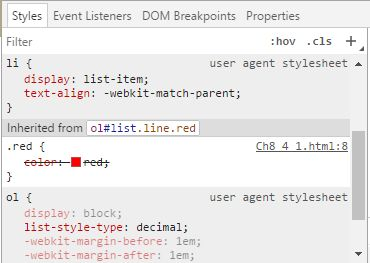 Styles Event Listeners DOM Breakpoints Properties
Filter :hov .cls +
li { user agent stylesheet
display: list-item;
text-align: -webkit-match-parent;
}
Inherited from ol#list.line.red
.red { Ch8_4_1.html:8
color: red;
}
ol { user agent stylesheet
display: block;
list-style-type: decimal;
-webkit-margin-before: 1em;
-webkit-margin-after: 1em;